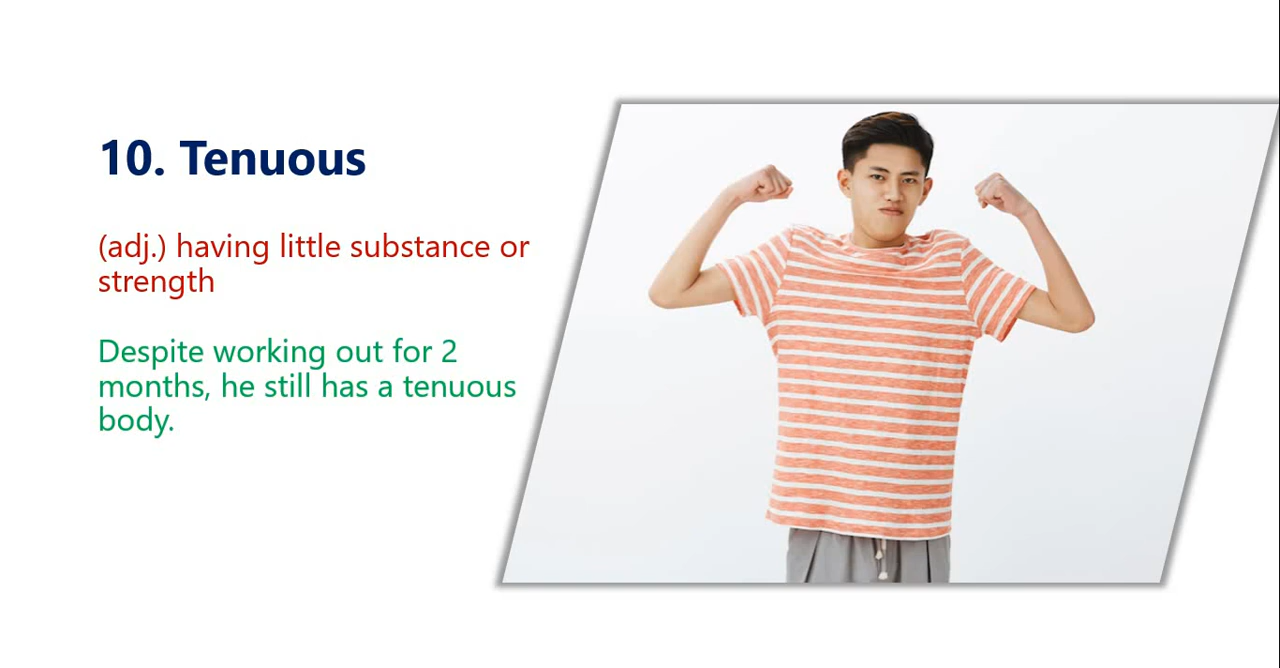 10. Tenuous
(adj.) having little substance or
strength
Despite working out for 2
months, he still has a tenuous
body.